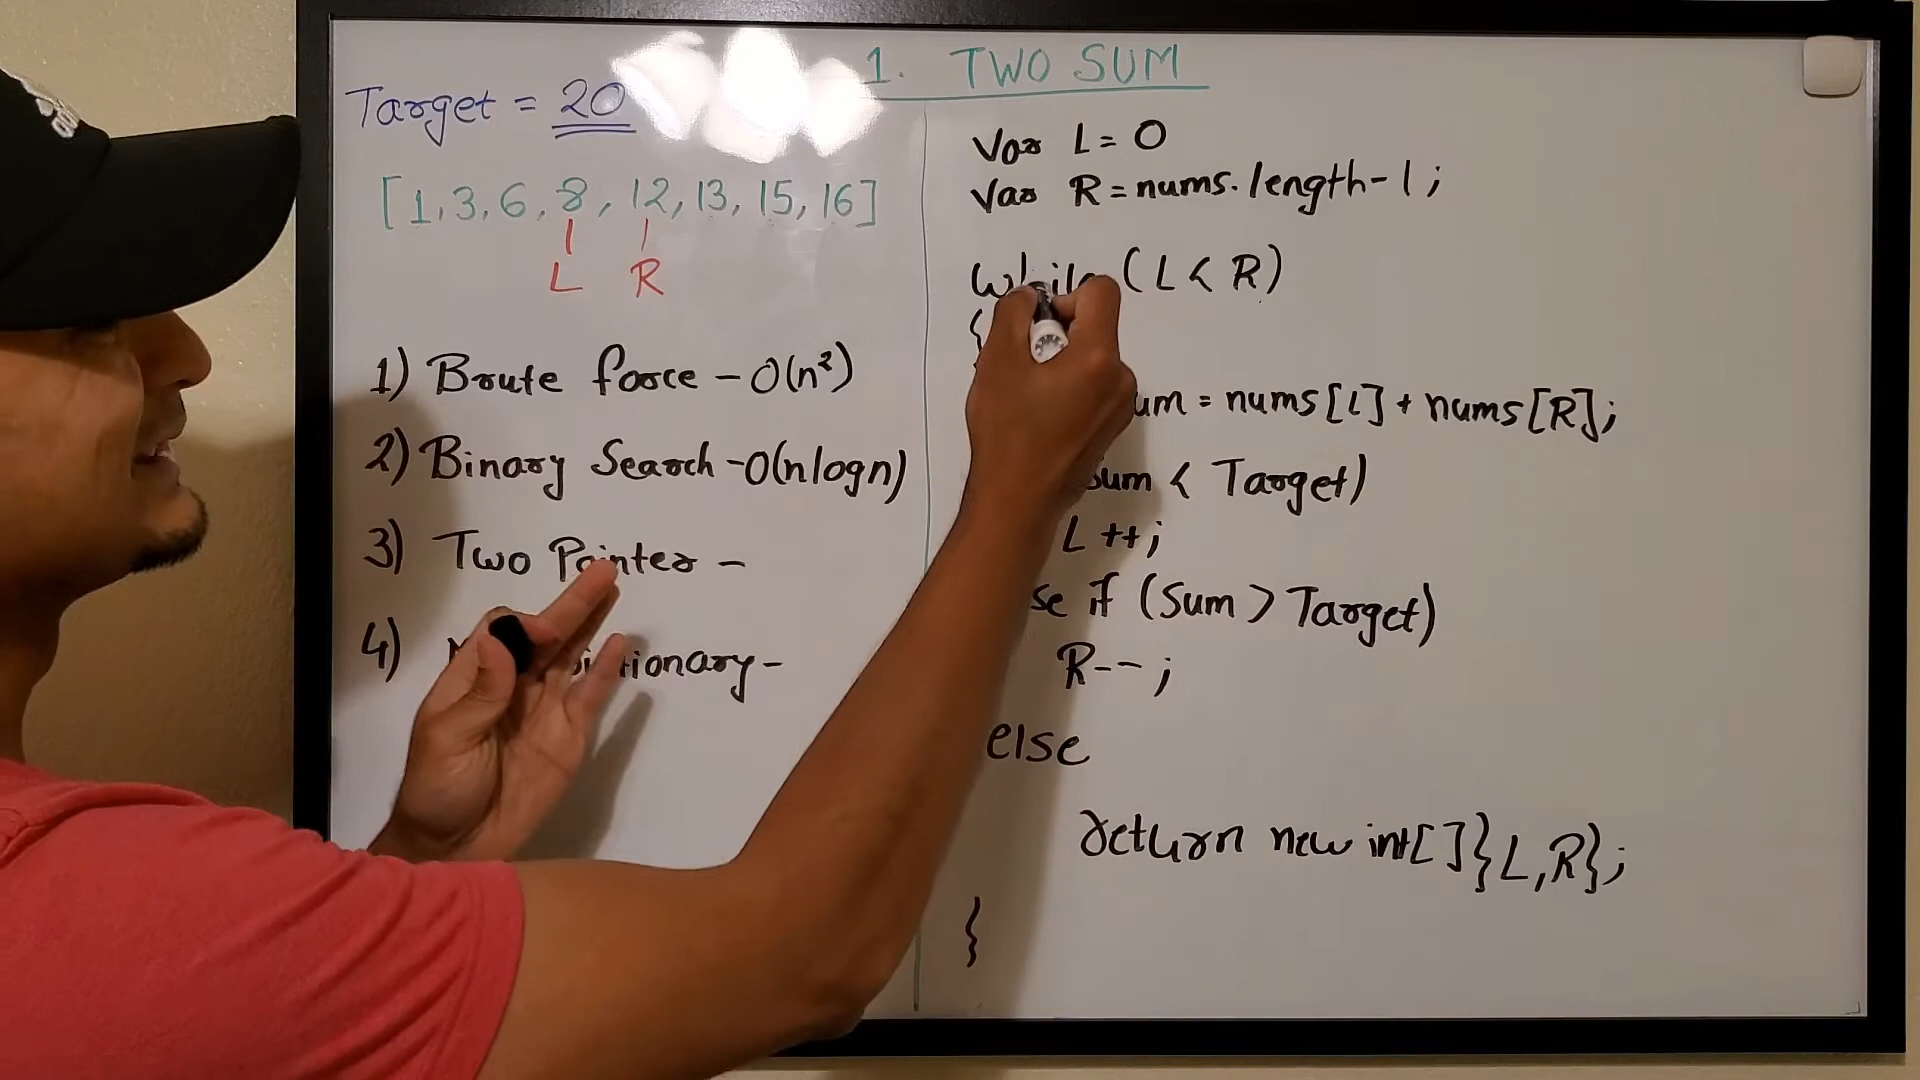 1. TWO SUM
Target = 20
[1, 3, 6, 8, 12, 13, 15, 16]
L R
1) Brute force - O(n²)
2) Binary Search - O(nlogn)
3) Two Pointer -
4)
Var L = 0
Var R = nums.length-1;
while (L < R)
{
= nums[L] + nums[R];
Sum < Target)
L++;
if (Sum > Target)
R--;
else
return new int[]{L,R};
}